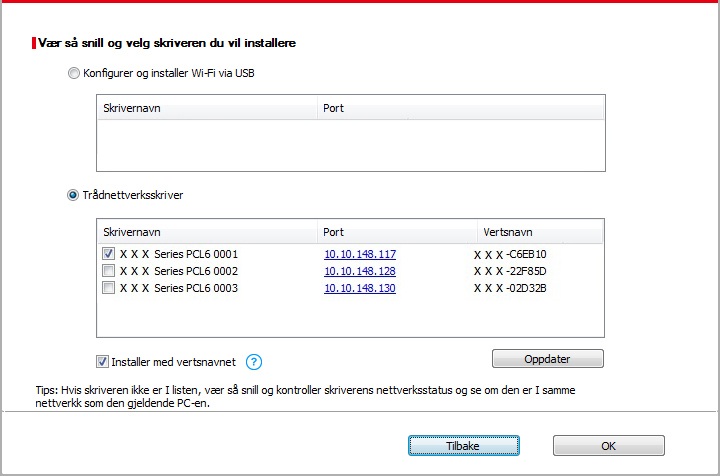 Vær så snill og velg skriveren du vil installere
Konfigurer og installer Wi-Fi via USB
Skrivernavn Port
Trådnettverksskriver
Skrivernavn Port Vertsnavn
X X X Series PCL6 0001 10.10.148.117 X X X -C6EB10
X X X Series PCL6 0002 10.10.148.128 X X X -22F85D
X X X Series PCL6 0003 10.10.148.130 X X X -02D32B
Installer med vertsnavnet ?
Oppdater
Tips: Hvis skriveren ikke er I listen, vær så snill og kontroller skriverens nettverksstatus og se om den er I samme
nettverkk som den gjeldende PC-en.
Tilbake OK